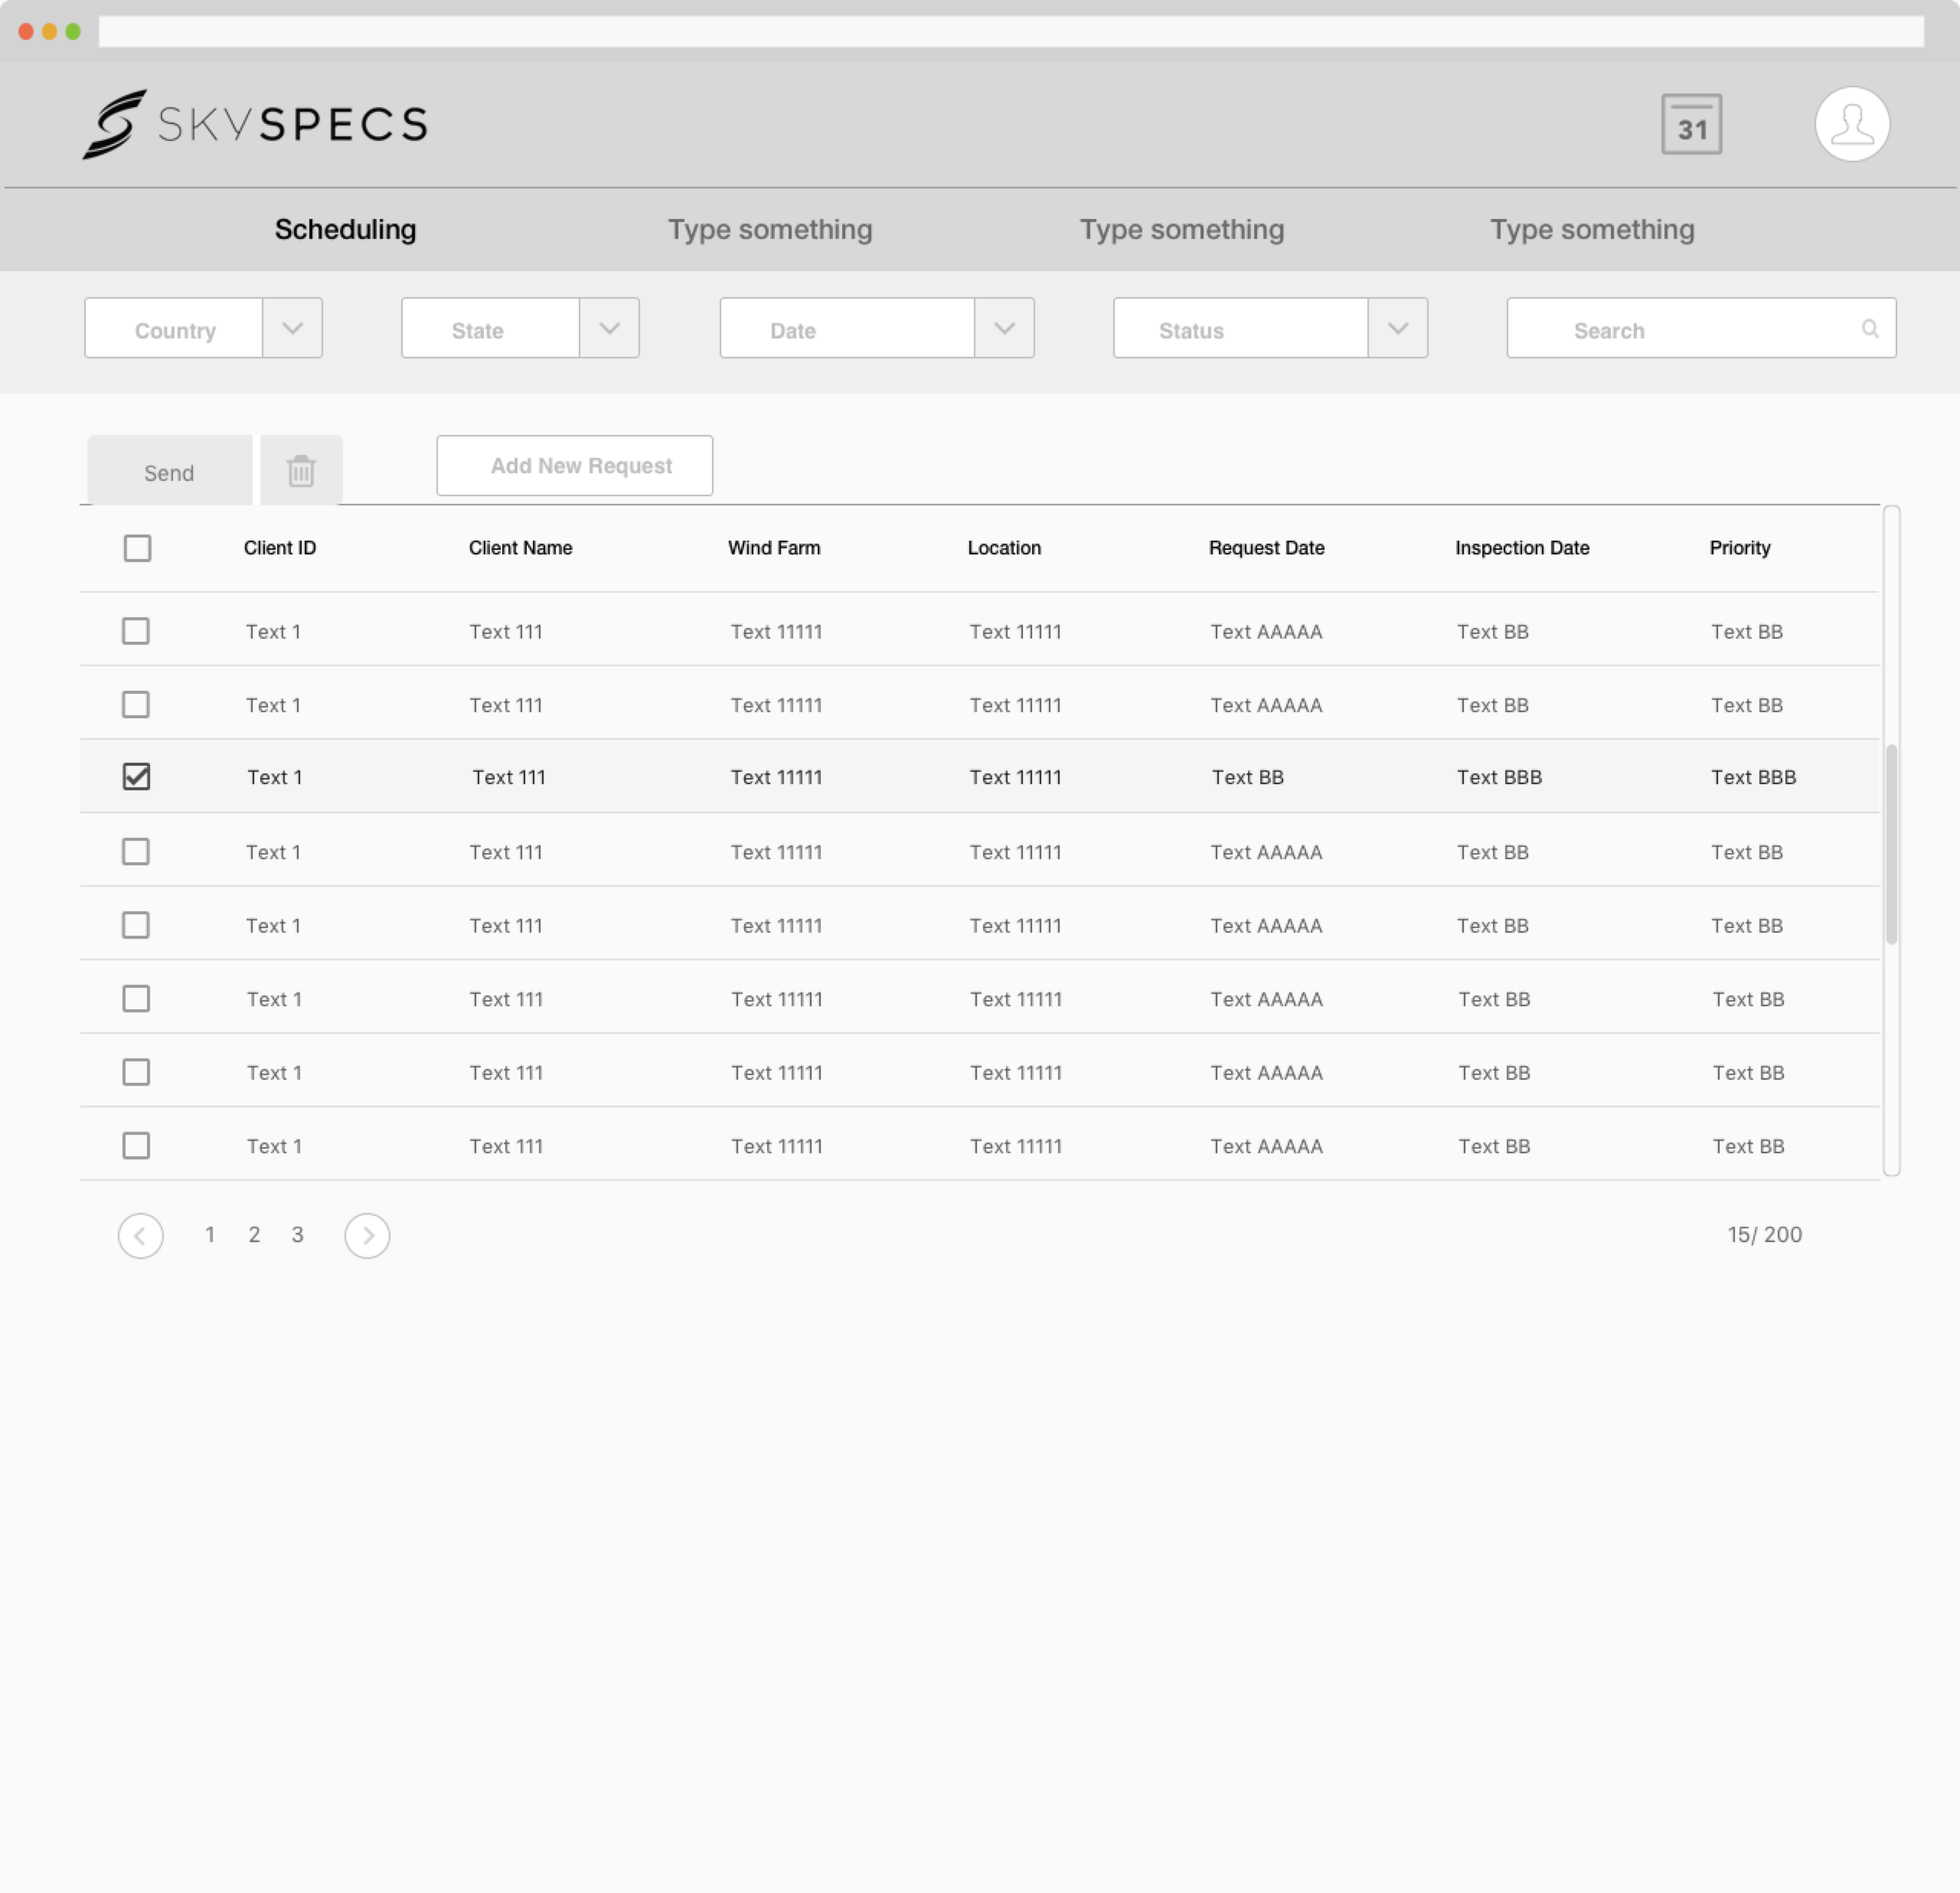 SKYSPECS
31
Scheduling Type something Type something Type something
Country State Date Status Search
Send Add New Request
Client ID Client Name Wind Farm Location Request Date Inspection Date Priority
Text 1 Text 111 Text 11111 Text 11111 Text AAAAA Text BB Text BB
Text 1 Text 111 Text 11111 Text 11111 Text AAAAA Text BB Text BB
Text 1 Text 111 Text 11111 Text 11111 Text BB Text BBB Text BBB
Text 1 Text 111 Text 11111 Text 11111 Text AAAAA Text BB Text BB
Text 1 Text 111 Text 11111 Text 11111 Text AAAAA Text BB Text BB
Text 1 Text 111 Text 11111 Text 11111 Text AAAAA Text BB Text BB
Text 1 Text 111 Text 11111 Text 11111 Text AAAAA Text BB Text BB
Text 1 Text 111 Text 11111 Text 11111 Text AAAAA Text BB Text BB
1 2 3 15/ 200